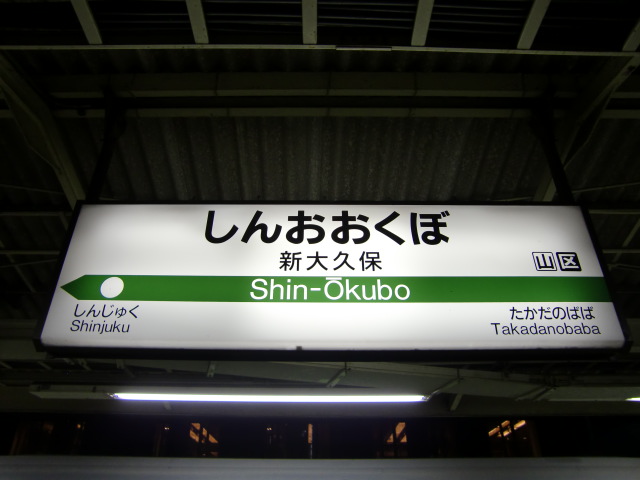 しんおおくぼ
新大久保
山 区
Shin-Ōkubo
しんじゅく
Shinjuku
たかだのばば
Takadanobaba